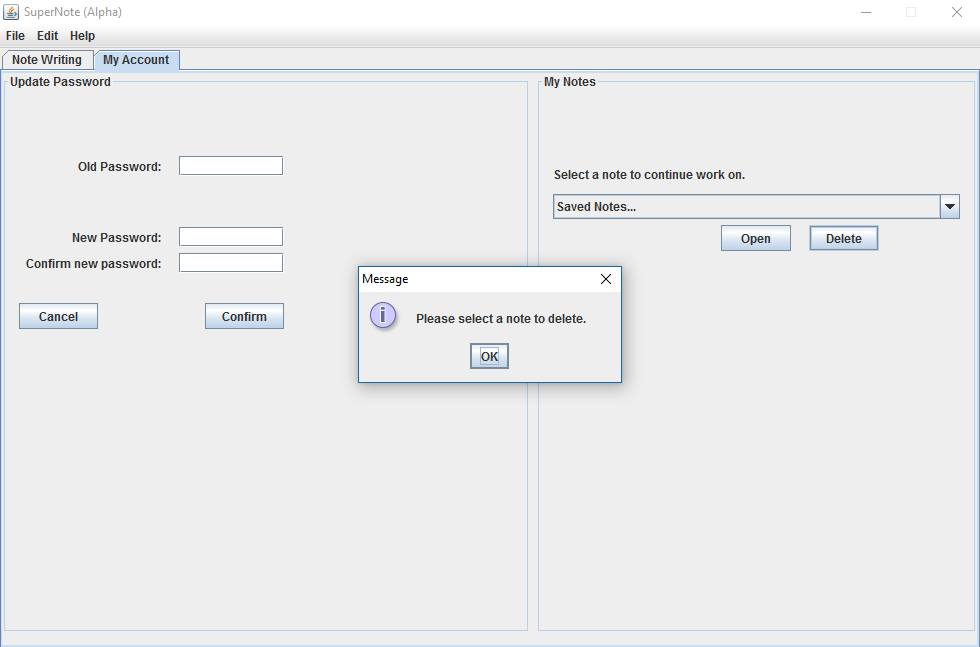 SuperNote (Alpha)
File Edit Help
Note Writing My Account
Update Password
Old Password:
New Password:
Confirm new password:
Cancel Confirm
My Notes
Select a note to continue work on.
Saved Notes...
Open Delete
Message
Please select a note to delete.
OK